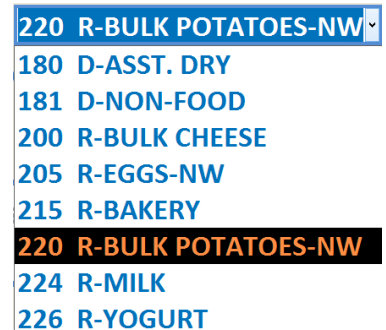 220 R-BULK POTATOES-NW
180 D-ASST. DRY
181 D-NON-FOOD
200 R-BULK CHEESE
205 R-EGGS-NW
215 R-BAKERY
220 R-BULK POTATOES-NW
224 R-MILK
226 R-YOGURT